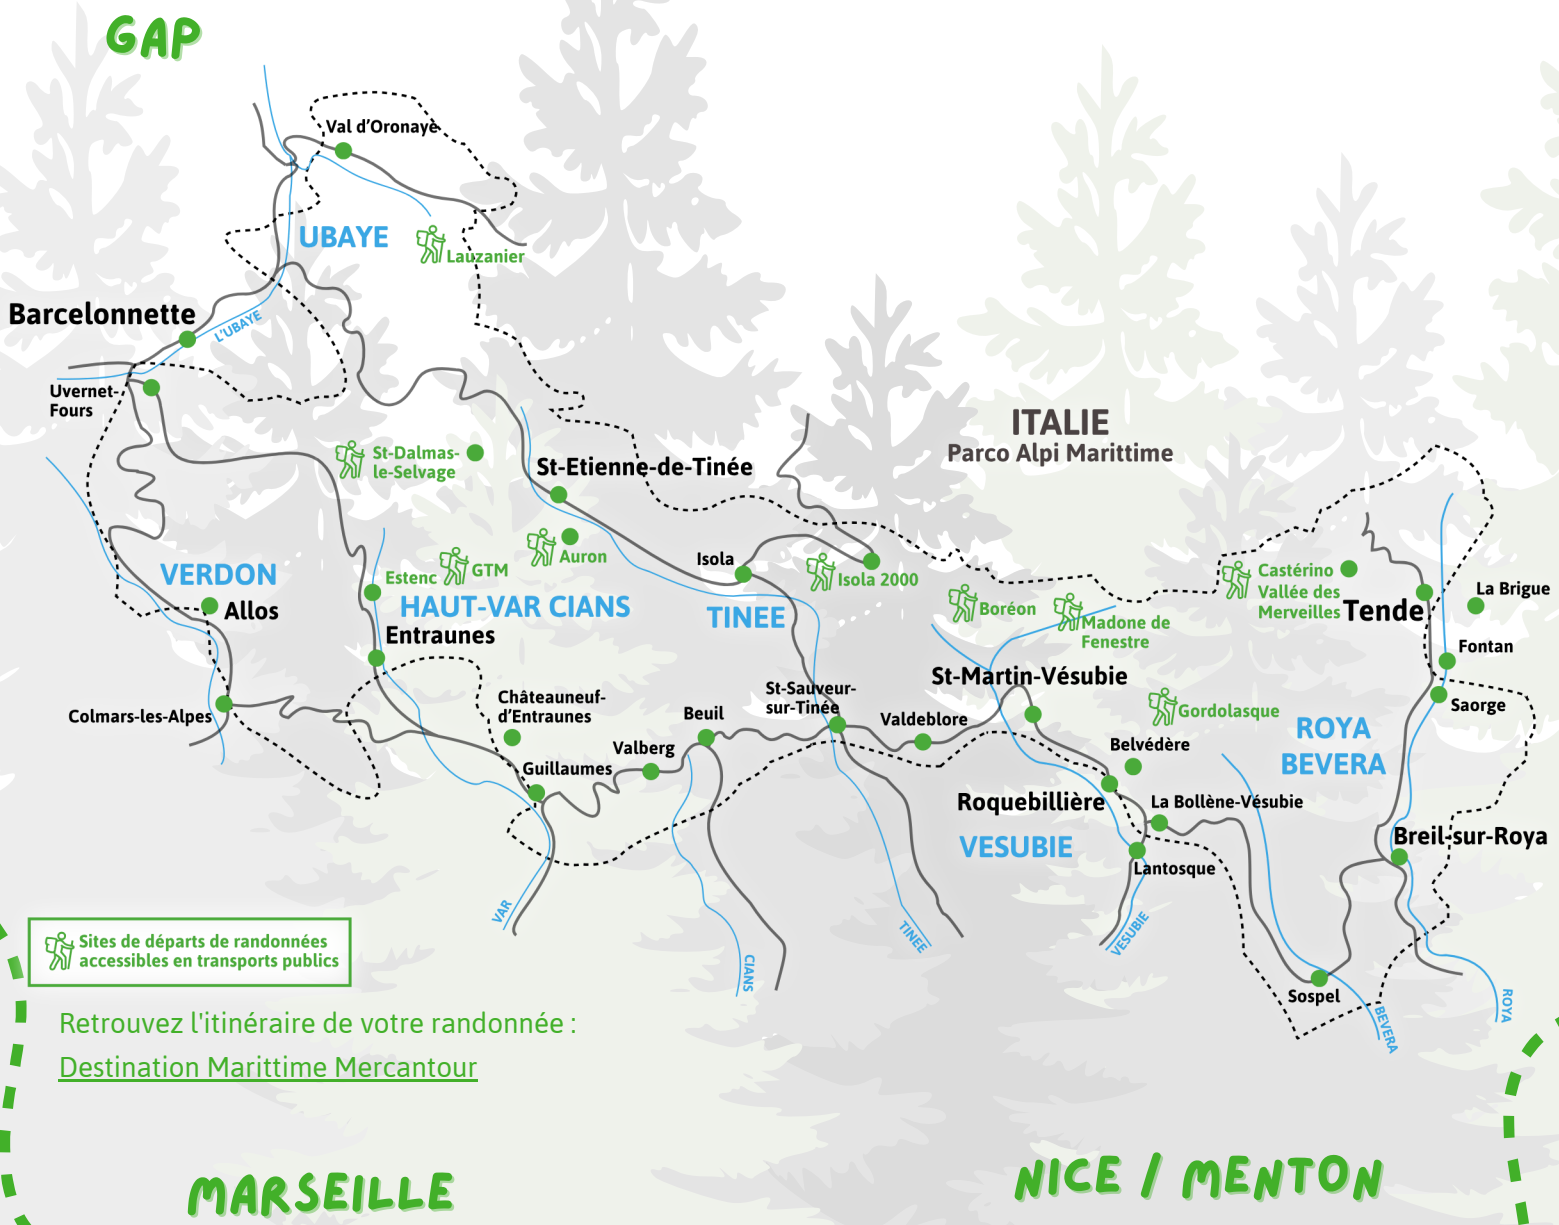 GAP
Val d'Oronaye
UBAYE
Lauzanier
Barcelonnette
L'UBAYE
Uvernet-
Fours
ITALIE
Parco Alpi Marittime
St-Dalmas-
le-Selvage
St-Etienne-de-Tinée
Auron
Isola
Isola 2000
VERDON
Allos
Estenc
GTM
HAUT-VAR CIANS
Entraunes
TINEE
Boréon
Madone de
Fenestre
Castérino
Vallée des
Merveilles
Tende
La Brigue
Fontan
Saorge
St-Martin-Vésubie
Colmars-les-Alpes
Châteauneuf-
d'Entraunes
Beuil
St-Sauveur-
sur-Tinée
Valdeblore
Gordolasque
ROYA
BEVERA
Valberg
Guillaumes
Belvédère
Roquebillière
La Bollène-Vésubie
VESUBIE
Lantosque
Breil-sur-Roya
VAR
CIANS
TINEE
VESUBIE
Sospel
BEVERA
ROYA
Sites de départs de randonnées
accessibles en transports publics
Retrouvez l'itinéraire de votre randonnée :
Destination Marittime Mercantour
MARSEILLE
NICE / MENTON